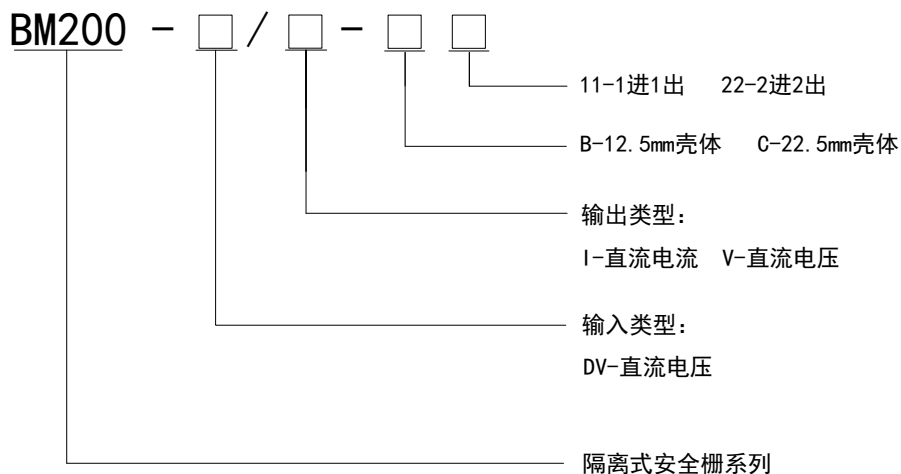 BM200 - □/□-□□
11-1进1出 22-2进2出
B-12.5mm壳体 C-22.5mm壳体
输出类型：
I-直流电流 V-直流电压
输入类型：
DV-直流电压
隔离式安全栅系列